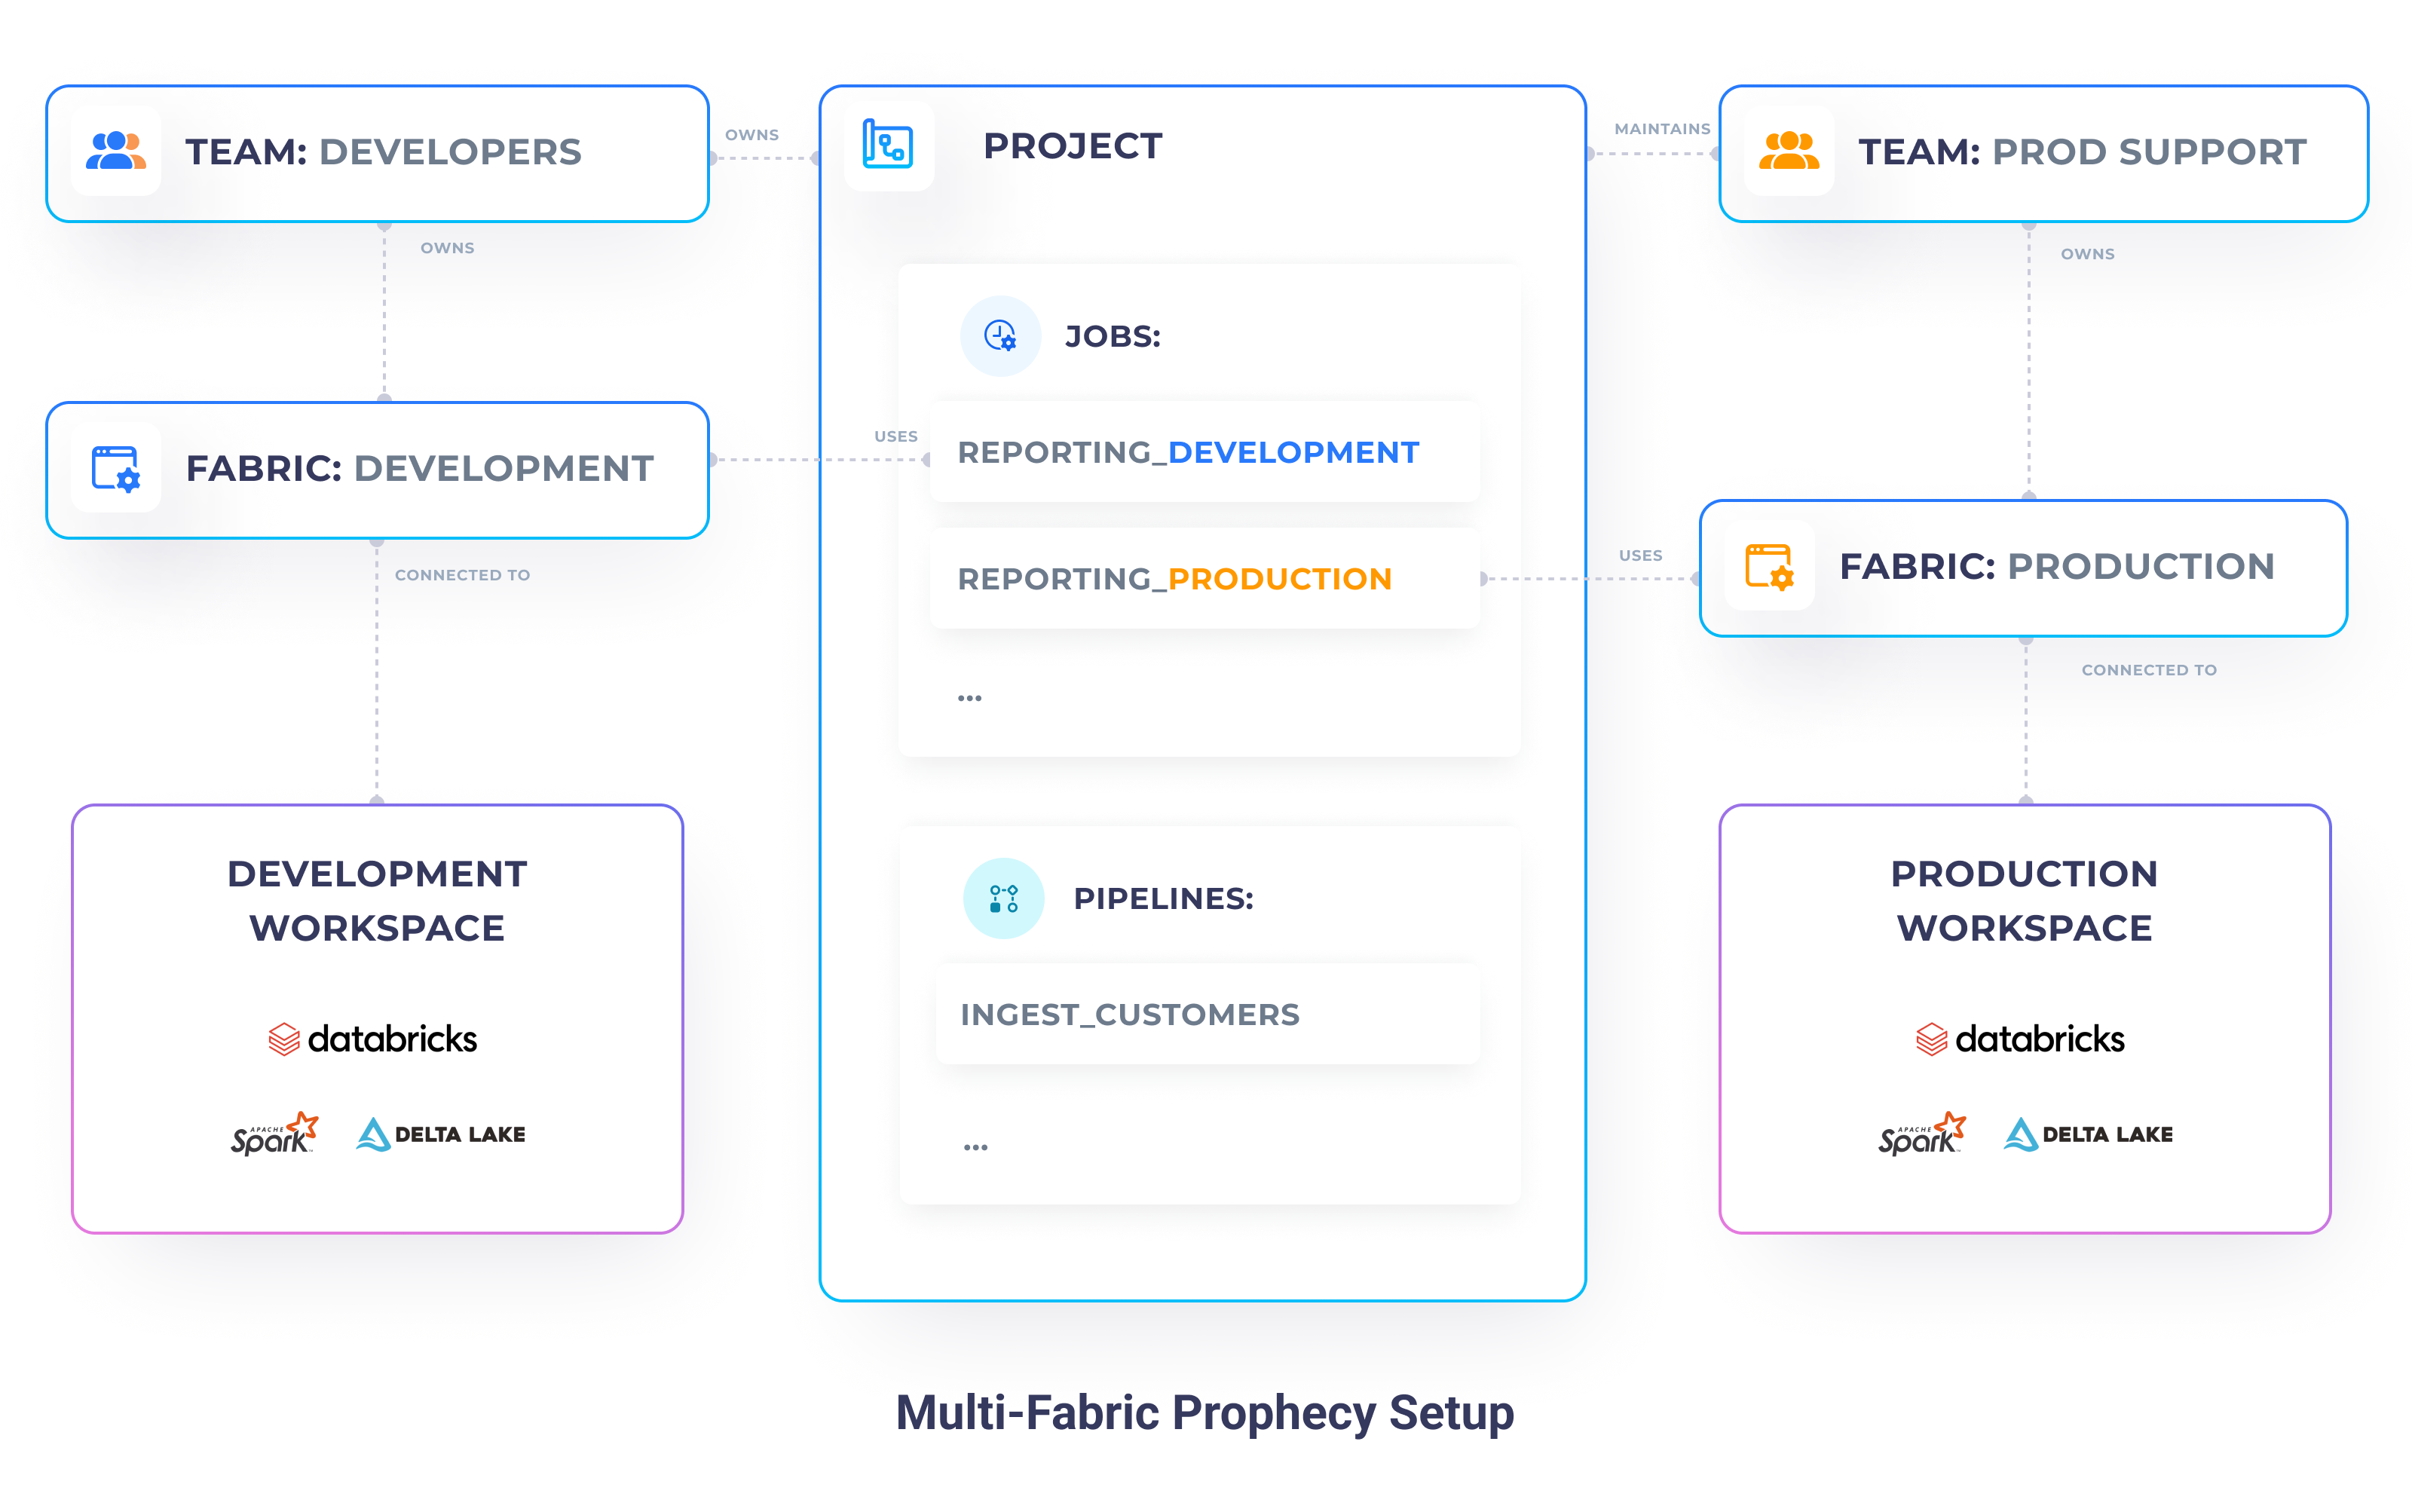 TEAM: DEVELOPERS
OWNS
PROJECT
MAINTAINS
TEAM: PROD SUPPORT
OWNS
OWNS
JOBS:
FABRIC: DEVELOPMENT
USES
REPORTING_DEVELOPMENT
REPORTING_PRODUCTION
USES
FABRIC: PRODUCTION
CONNECTED TO
CONNECTED TO
...
DEVELOPMENT
WORKSPACE
databricks
APACHE
Spark
DELTA LAKE
PIPELINES:
INGEST_CUSTOMERS
...
PRODUCTION
WORKSPACE
databricks
APACHE
Spark
DELTA LAKE
Multi-Fabric Prophecy Setup